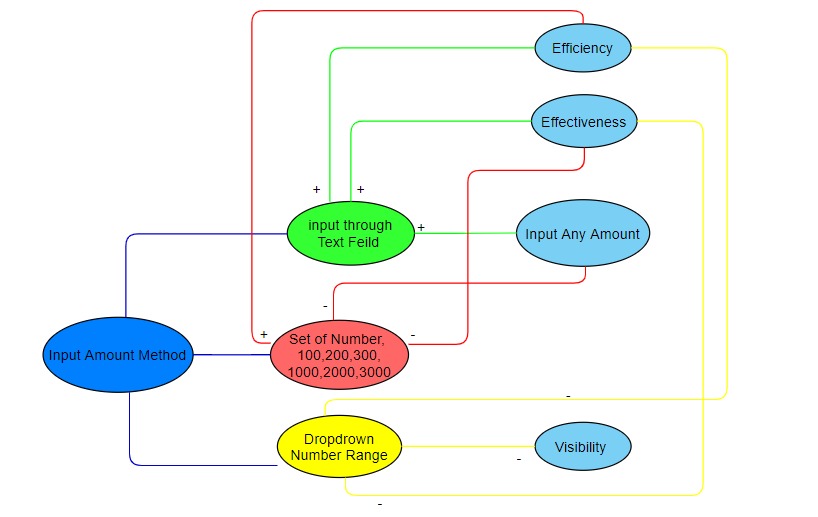 Efficiency
Effectiveness
+
+
input through
Text Feild
+
Input Any Amount
-
+
-
Input Amount Method
Set of Number,
100,200,300,
1000,2000,3000
-
Dropdrown
Number Range
Visibility
-
-